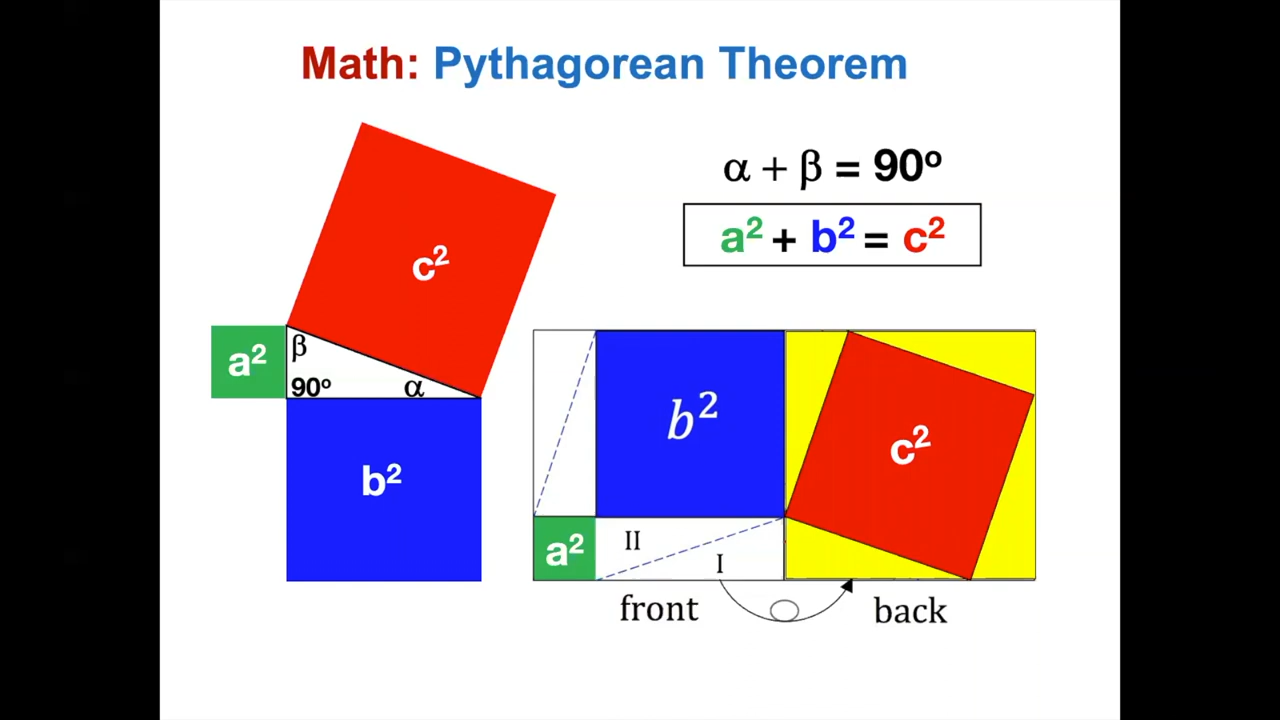 Math: Pythagorean Theorem
α + β = 90º
a² + b² = c²
c²
a²
β
90º
α
b²
b²
c²
a²
II
I
front
back